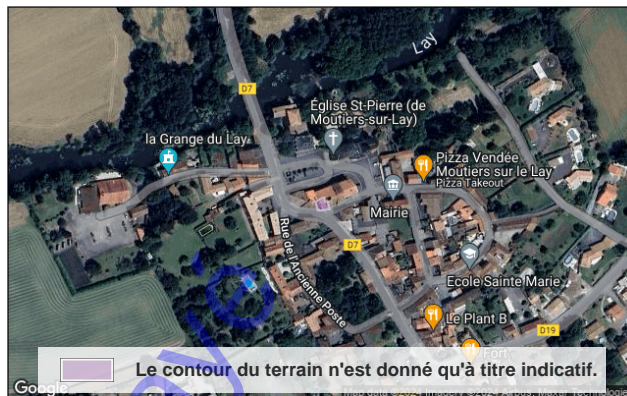 Lay
D7
Église St-Pierre (de
Moutiers-sur-Lay)
la Grange du Lay
Pizza Vendée
Moutiers sur le Lay
Pizza Takeout
Mairie
Rue de l'Ancienne Poste
D7
Ecole Sainte Marie
Le Plant B
D19
Fort
Le contour du terrain n'est donné qu'à titre indicatif.
Google